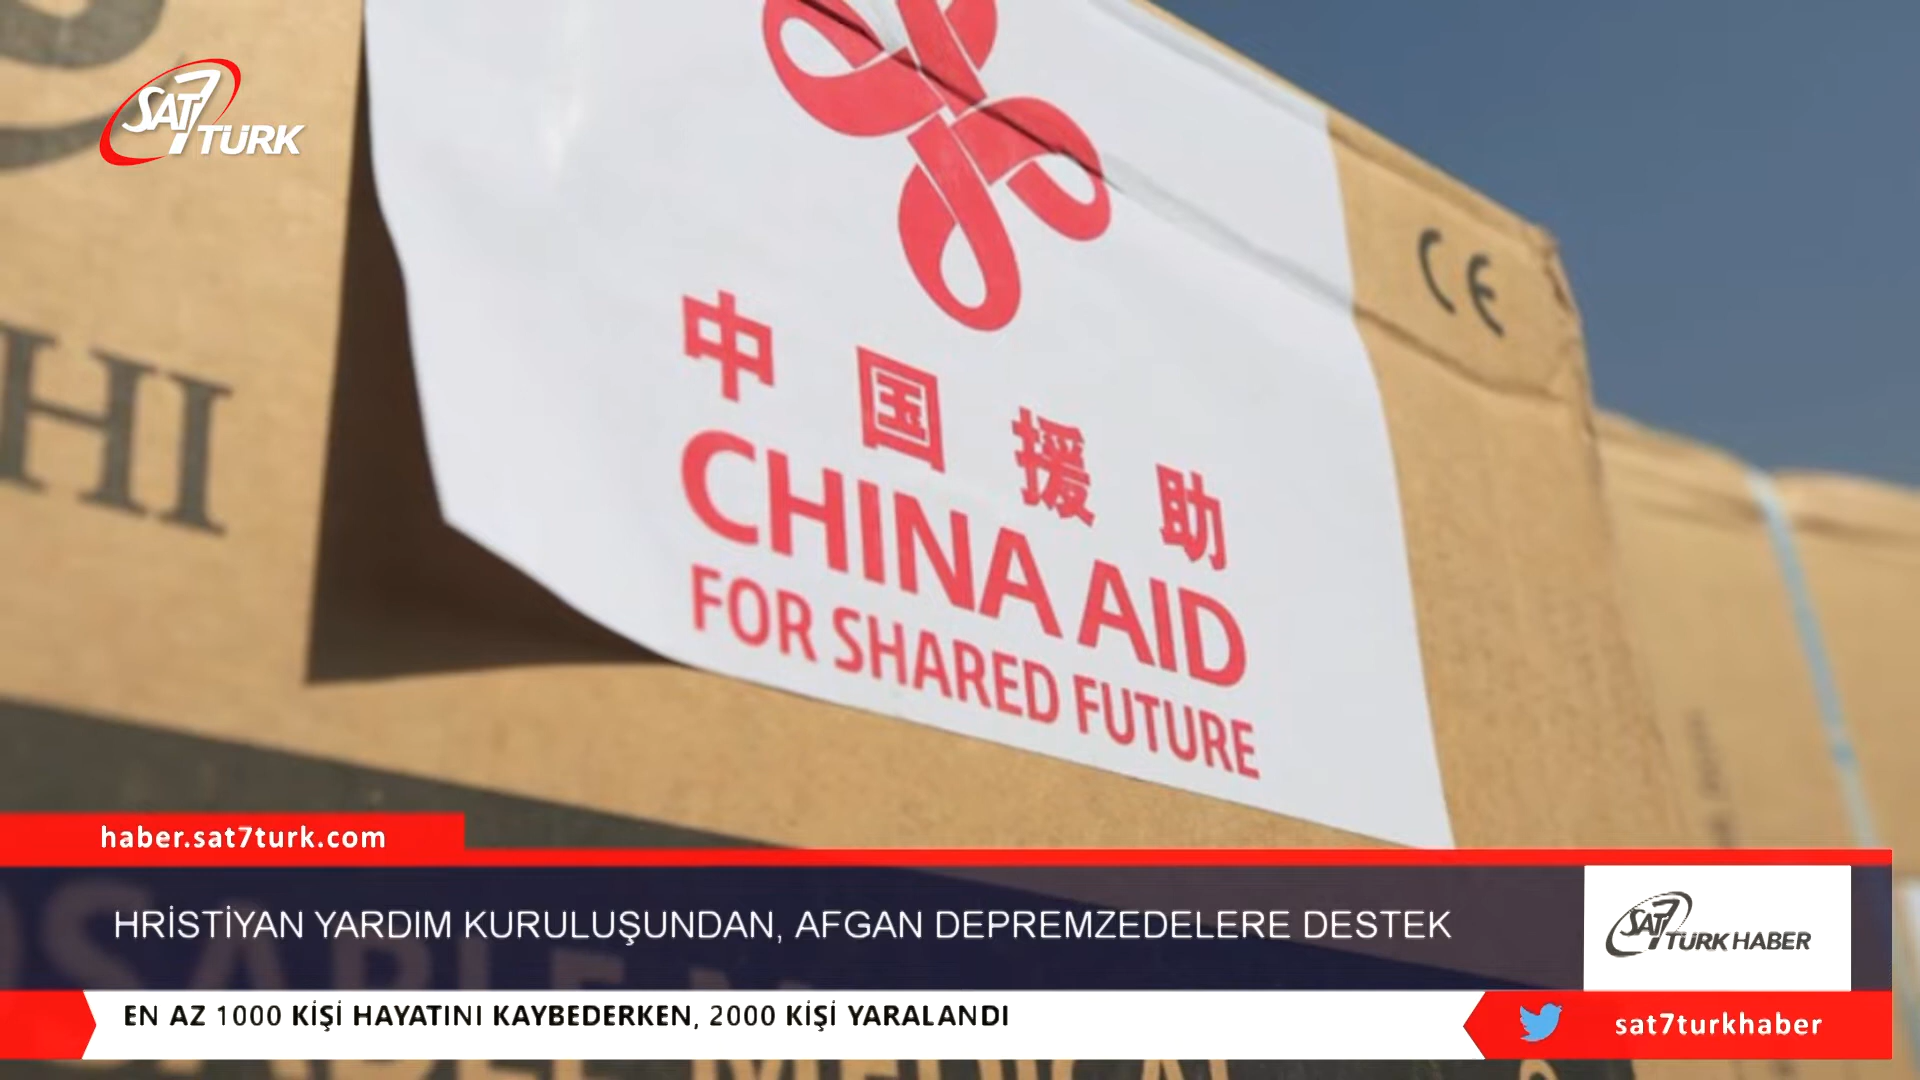 SAT7 TÜRK
CE
HI
中国援助
CHINA AID
FOR SHARED FUTURE
haber.sat7turk.com
HRİSTİYAN YARDIM KURULUŞUNDAN, AFGAN DEPREMZEDELERE DESTEK
SAT7 TÜRK HABER
EN AZ 1000 KİŞİ HAYATINI KAYBEDERKEN, 2000 KİŞİ YARALANDI
sat7turkhaber